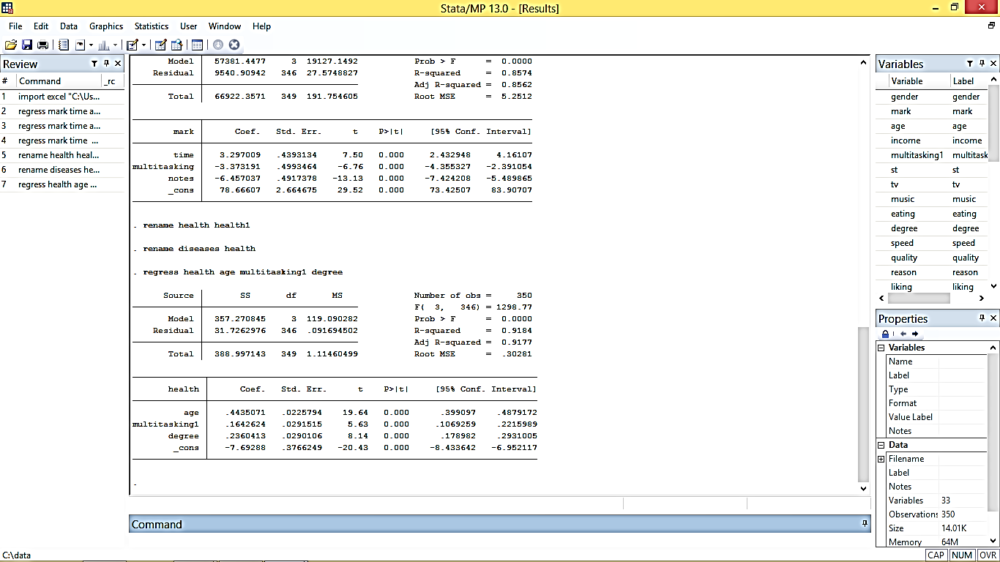 Stata/MP 13.0 - [Results]
File Edit Data Graphics Statistics User Window Help
Review
# Command _rc
1 import excel "C:\Us...
2 regress mark time a...
3 regress mark time a...
4 regress mark time ...
5 rename health heal...
6 rename diseases he...
7 regress health age ...
Model 57381.4477 3 19127.1492 Prob > F = 0.0000
Residual 9540.90942 346 27.5748827 R-squared = 0.8574
Adj R-squared = 0.8562
Total 66922.3571 349 191.754605 Root MSE = 5.2512
mark Coef. Std. Err. t P>|t| [95% Conf. Interval]
time 3.297009 .4393134 7.50 0.000 2.432948 4.16107
multitasking -3.373191 .4993464 -6.76 0.000 -4.355327 -2.391054
notes -6.457037 .4917378 -13.13 0.000 -7.424208 -5.489865
_cons 78.66607 2.664675 29.52 0.000 73.42507 83.90707
. rename health health1
. rename diseases health
. regress health age multitasking1 degree
Source SS df MS Number of obs = 350
F( 3, 346) = 1298.77
Model 357.270845 3 119.090282 Prob > F = 0.0000
Residual 31.7262976 346 .091694502 R-squared = 0.9184
Adj R-squared = 0.9177
Total 388.997143 349 1.11460499 Root MSE = .30281
health Coef. Std. Err. t P>|t| [95% Conf. Interval]
age .4435071 .0225794 19.64 0.000 .399097 .4879172
multitasking1 .1642624 .0291515 5.63 0.000 .1069259 .2215989
degree .2360413 .0290106 8.14 0.000 .178982 .2931005
_cons -7.69288 .3766249 -20.43 0.000 -8.433642 -6.952117
.
Command
Variables
Variable Label
gender gender
mark mark
age age
income income
multitasking1 multitask
st st
tv tv
music music
eating eating
degree degree
speed speed
quality quality
reason reason
liking liking
Properties
Variables
Name
Label
Type
Format
Value Label
Notes
Data
Filename
Label
Notes
Variables 33
Observations 350
Size 14.01K
Memory 64M
C:\data
CAP NUM OVR